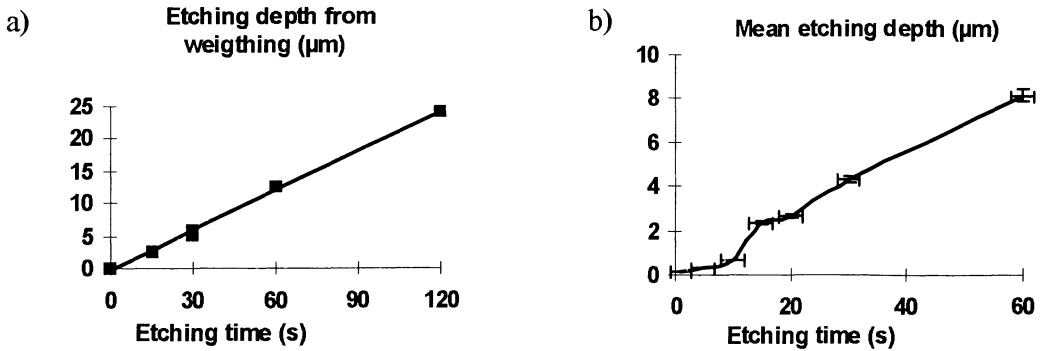 a)
Etching depth from
weigthing (µm)
25
20
15
10
5
0
0 30 60 90 120
Etching time (s)
b)
Mean etching depth (µm)
10
8
6
4
2
0
0 20 40 60
Etching time (s)